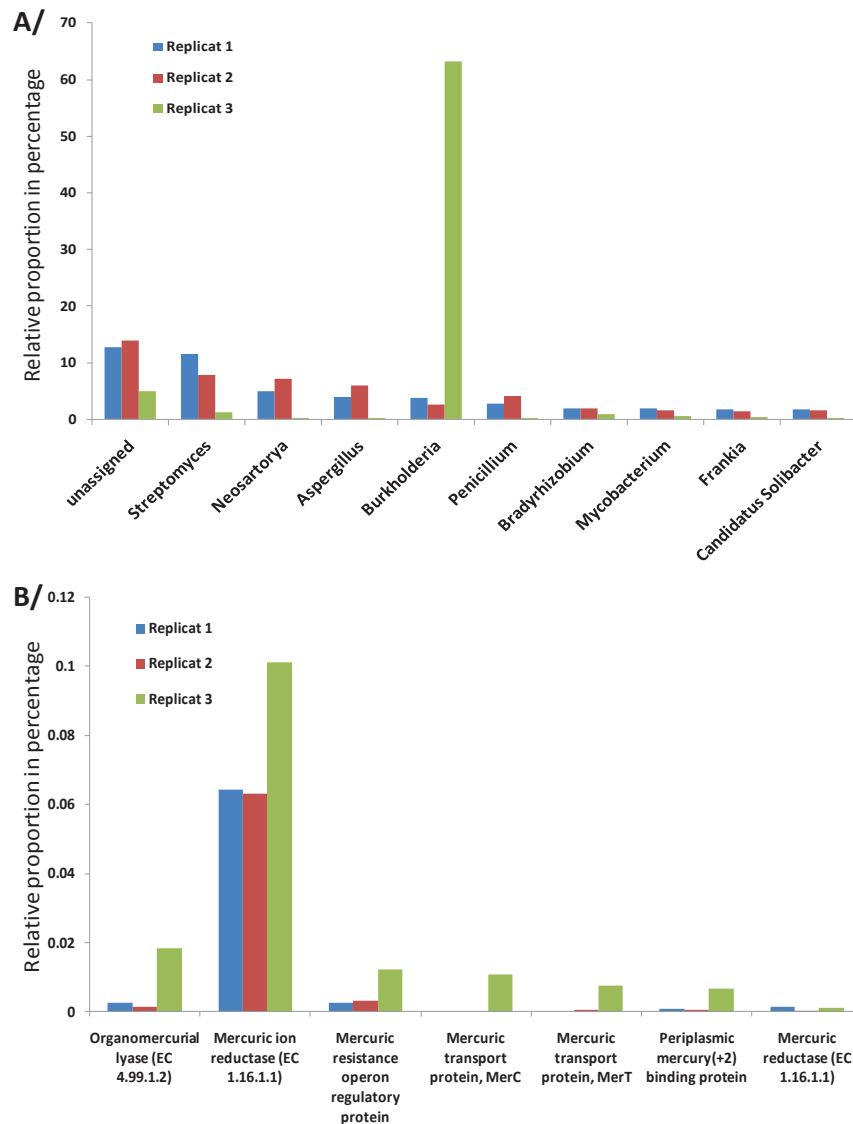 A/
70
60
50
40
30
20
10
0
Relative proportion in percentage
Replicat 1
Replicat 2
Replicat 3
unassigned
Streptomyces
Neosartorya
Aspergillus
Burkholderia
Penicillium
Bradyrhizobium
Mycobacterium
Frankia
Candidatus Solibacter
B/
0.12
0.1
0.08
0.06
0.04
0.02
0
Relative proportion in percentage
Replicat 1
Replicat 2
Replicat 3
Organomercurial
lyase (EC
4.99.1.2)
Mercuric ion
reductase (EC
1.16.1.1)
Mercuric
resistance
operon
regulatory
protein
Mercuric
transport
protein, MerC
Mercuric
transport
protein, MerT
Periplasmic
mercury(+2)
binding protein
Mercuric
reductase (EC
1.16.1.1)